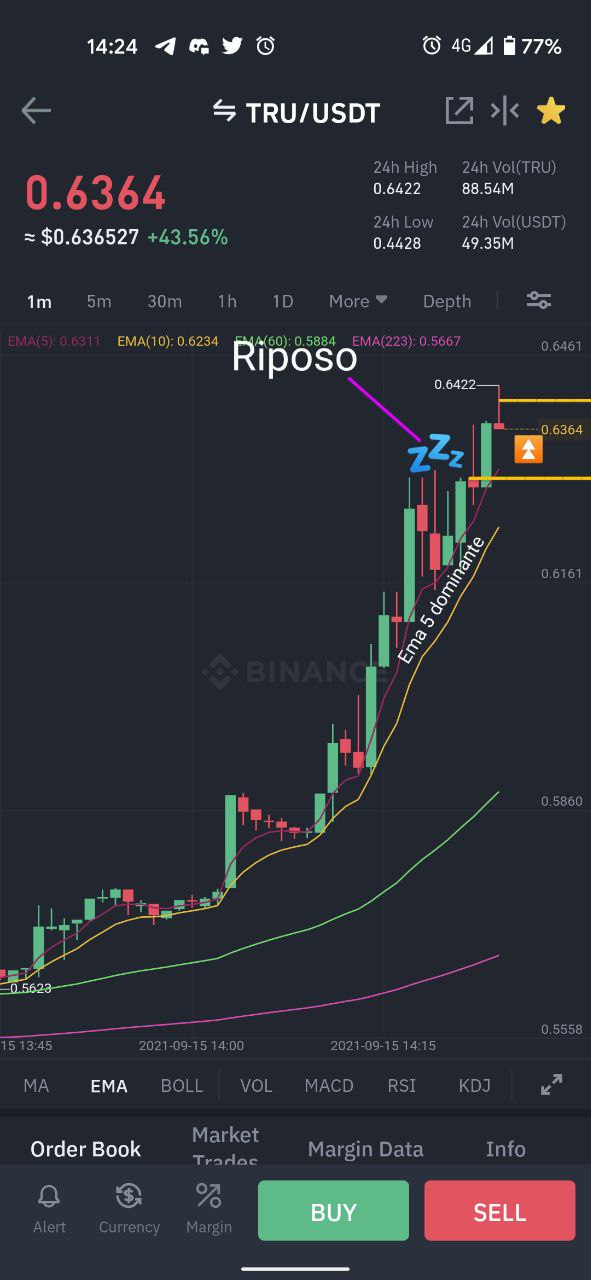 14:24
4G
77%
TRU/USDT
0.6364
≈ $0.636527 +43.56%
24h High
0.6422
24h Vol(TRU)
88.54M
24h Low
0.4428
24h Vol(USDT)
49.35M
1m 5m 30m 1h 1D More Depth
EMA(5): 0.6311 EMA(10): 0.6234 EMA(60): 0.5884 EMA(223): 0.5667
0.6461
Riposo
0.6422
0.6364
zzz
0.6161
Ema 5 dominante
BINANCE
0.5860
0.5623
0.5558
15 13:45 2021-09-15 14:00 2021-09-15 14:15
MA EMA BOLL VOL MACD RSI KDJ
Order Book
Market
Trades
Margin Data
Info
Alert Currency Margin
BUY
SELL